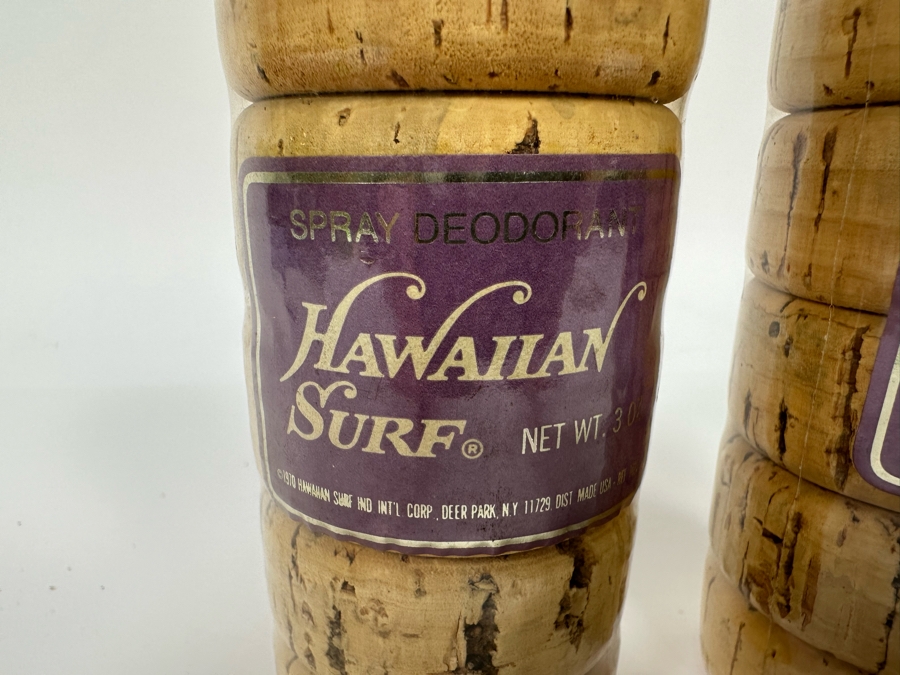 SPRAY DEODORANT
HAWAIIAN
SURF®
NET WT. 3
©1970 HAWAIIAN SURF IND INT'L CORP., DEER PARK, N.Y 11729. DIST MADE USA